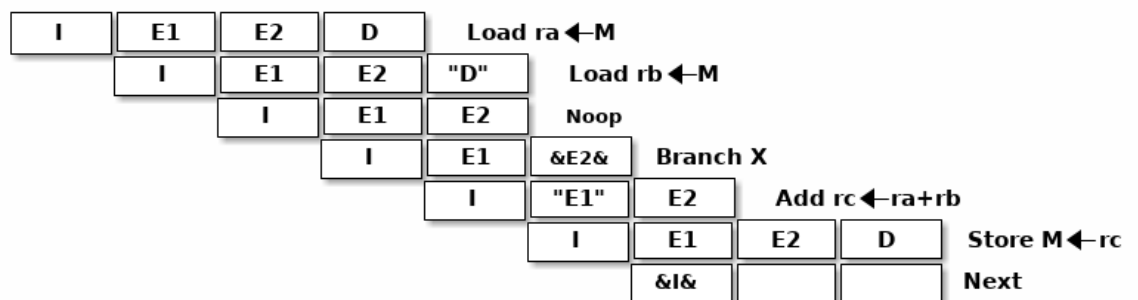 I E1 E2 D Load ra←M
I E1 E2 "D" Load rb←M
I E1 E2 Noop
I E1 &E2& Branch X
I "E1" E2 Add rc←ra+rb
I E1 E2 D Store M←rc
&I& Next